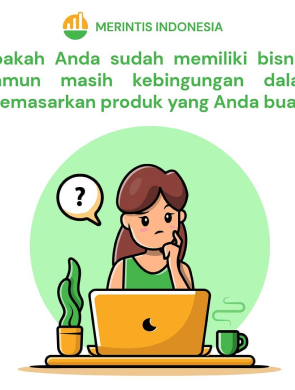 MERINTIS INDONESIA
pakah Anda sudah memiliki bisn
amun masih kebingungan dala
emasarkan produk yang Anda bua
?